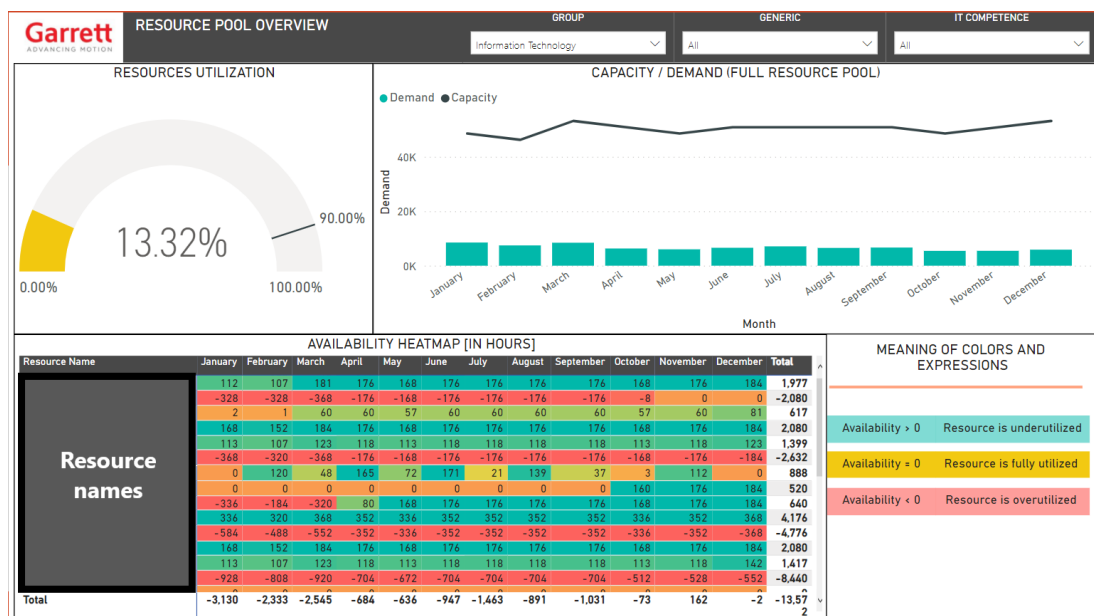 Garrett
ADVANCING MOTION
RESOURCE POOL OVERVIEW
GROUP
Information Technology
GENERIC
All
IT COMPETENCE
All
RESOURCES UTILIZATION
13.32%
90.00%
0.00%
100.00%
CAPACITY / DEMAND (FULL RESOURCE POOL)
Demand Capacity
Demand
40K
20K
0K
January February March April May June July August September October November December
Month
AVAILABILITY HEATMAP [IN HOURS]
Resource Name January February March April May June July August September October November December Total
Resource
names
112 107 181 176 168 176 176 176 176 168 176 184 1,977
-328 -328 -368 -176 -168 -176 -176 -176 -176 -8 0 0 -2,080
2 1 60 60 57 60 60 60 60 57 60 81 617
168 152 184 176 168 176 176 176 176 168 176 184 2,080
113 107 123 118 113 118 118 118 118 113 118 123 1,399
-368 -320 -368 -176 -168 -176 -176 -176 -176 -168 -176 -184 -2,632
0 120 48 165 72 171 21 139 37 3 112 0 888
0 0 0 0 0 0 0 0 0 160 176 184 520
-336 -184 -320 80 168 176 176 176 176 168 176 184 640
336 320 368 352 336 352 352 352 352 336 352 368 4,176
-584 -488 -552 -352 -336 -352 -352 -352 -352 -336 -352 -368 -4,776
168 152 184 176 168 176 176 176 176 168 176 184 2,080
113 107 123 118 113 118 118 118 118 113 118 142 1,417
-928 -808 -920 -704 -672 -704 -704 -704 -704 -512 -528 -552 -8,440
Total -3,130 -2,333 -2,545 -684 -636 -947 -1,463 -891 -1,031 -73 162 -2 -13,57
2
MEANING OF COLORS AND
EXPRESSIONS
Availability > 0 Resource is underutilized
Availability = 0 Resource is fully utilized
Availability < 0 Resource is overutilized